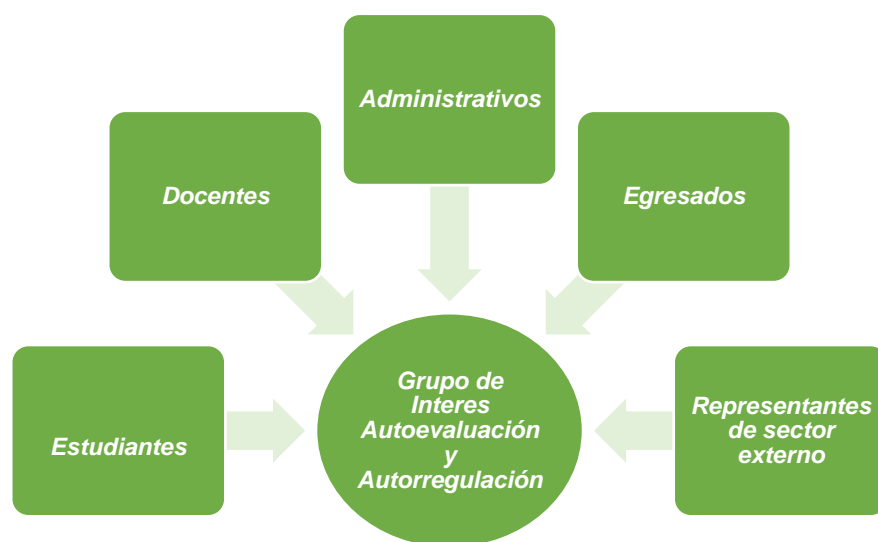 Administrativos
Docentes
Egresados
Estudiantes
Grupo de
Interes
Autoevaluación
y
Autorregulación
Representantes
de sector
externo